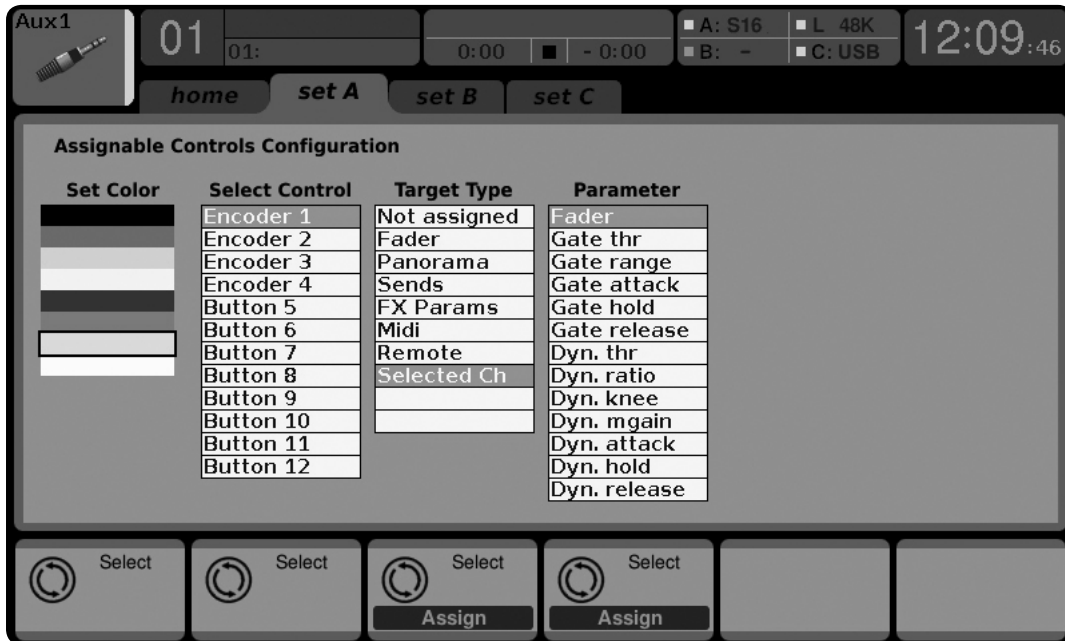 Aux1
01
01:
0:00
- 0:00
A: S16
L 48K
B: -
C: USB
12:09:46
home
set A
set B
set C
Assignable Controls Configuration
Set Color
Select Control
Target Type
Parameter
Encoder 1
Encoder 2
Encoder 3
Encoder 4
Button 5
Button 6
Button 7
Button 8
Button 9
Button 10
Button 11
Button 12
Not assigned
Fader
Panorama
Sends
FX Params
Midi
Remote
Selected Ch
Fader
Gate thr
Gate range
Gate attack
Gate hold
Gate release
Dyn. thr
Dyn. ratio
Dyn. knee
Dyn. mgain
Dyn. attack
Dyn. hold
Dyn. release
Select
Select
Select
Assign
Select
Assign